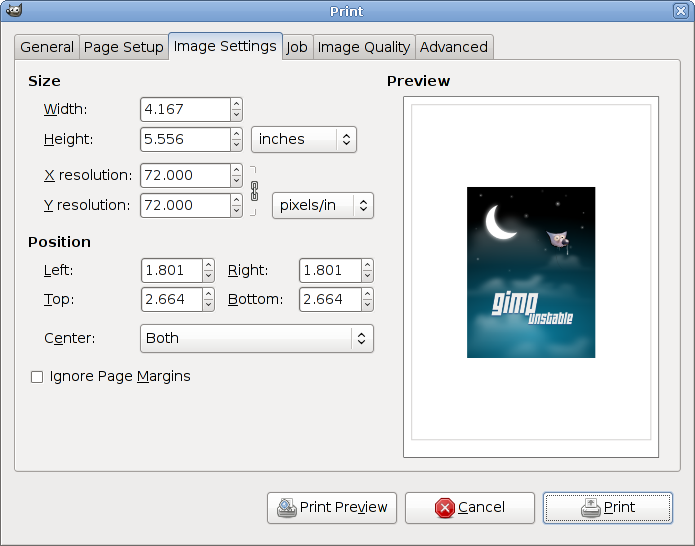 Print
General Page Setup Image Settings Job Image Quality Advanced
Size
Width: 4.167
Height: 5.556 inches
X resolution: 72.000
Y resolution: 72.000 pixels/in
Position
Left: 1.801 Right: 1.801
Top: 2.664 Bottom: 2.664
Center: Both
Ignore Page Margins
Preview
gimp
unstable
Print Preview Cancel Print